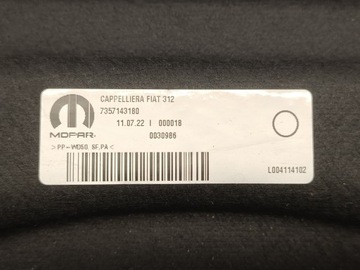 CAPPELLIERA FIAT 312
7357143180
11.07.22 I 000018
MOPAR
0030986
> PP-WD50, SF,PA <
L004114102